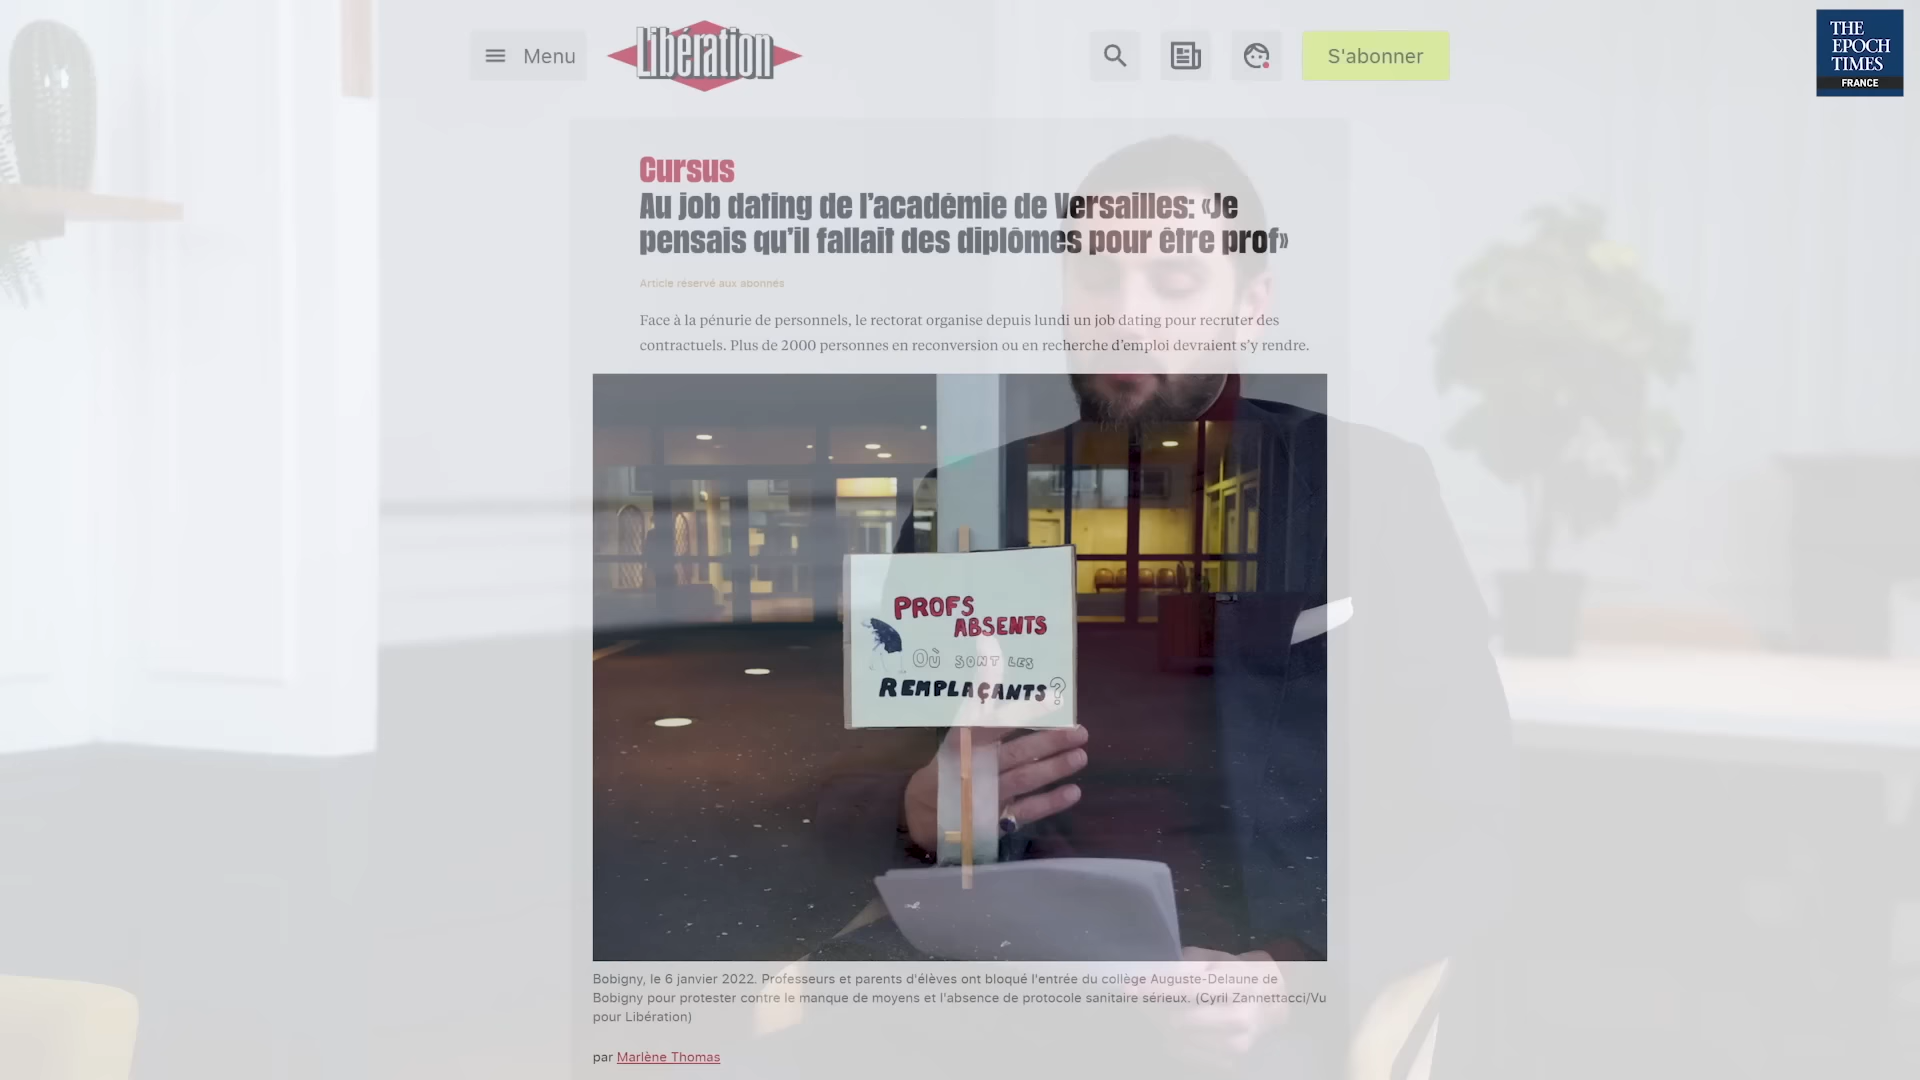 Menu
Libération
S'abonner
THE
EPOCH
TIMES
FRANCE
Cursus
Au job dating de l'académie de Versailles: «Je
pensais qu'il fallait des diplômes pour être prof»
Article réservé aux abonnés
Face à la pénurie de personnels, le rectorat organise depuis lundi un job dating pour recruter des
contractuels. Plus de 2000 personnes en reconversion ou en recherche d'emploi devraient s'y rendre.
PROFS
ABSENTS
OÙ SONT LES
REMPLAÇANTS?
Bobigny, le 6 janvier 2022. Professeurs et parents d'élèves ont bloqué l'entrée du collège Auguste-Delaune de
Bobigny pour protester contre le manque de moyens et l'absence de protocole sanitaire sérieux. (Cyril Zannettacci/Vu
pour Libération)
par Marlène Thomas